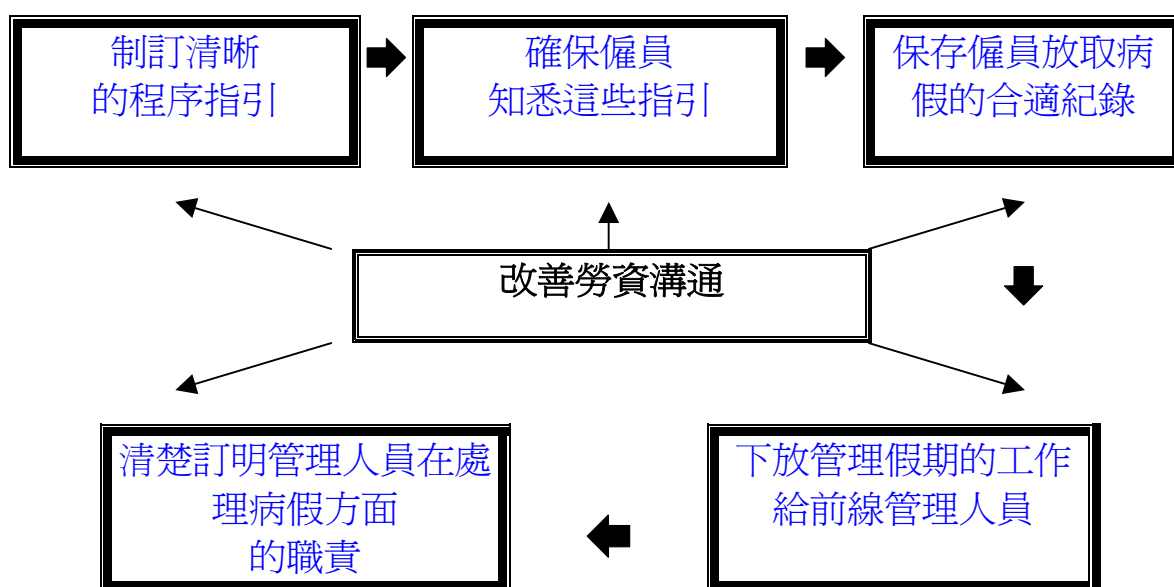 制訂清晰
的程序指引
確保僱員
知悉這些指引
保存僱員放取病
假的合適紀錄
改善勞資溝通
清楚訂明管理人員在處
理病假方面
的職責
下放管理假期的工作
給前線管理人員